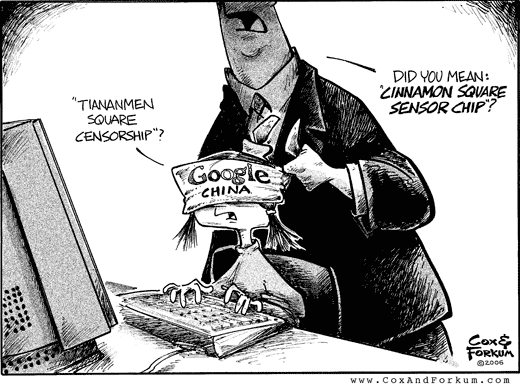 "TIANANMEN
SQUARE
CENSORSHIP"?
DID YOU MEAN:
"CINNAMON SQUARE
SENSOR CHIP"?
Google
CHINA
COX &
FORKUM
©2006
www.CoxAndForkum.com